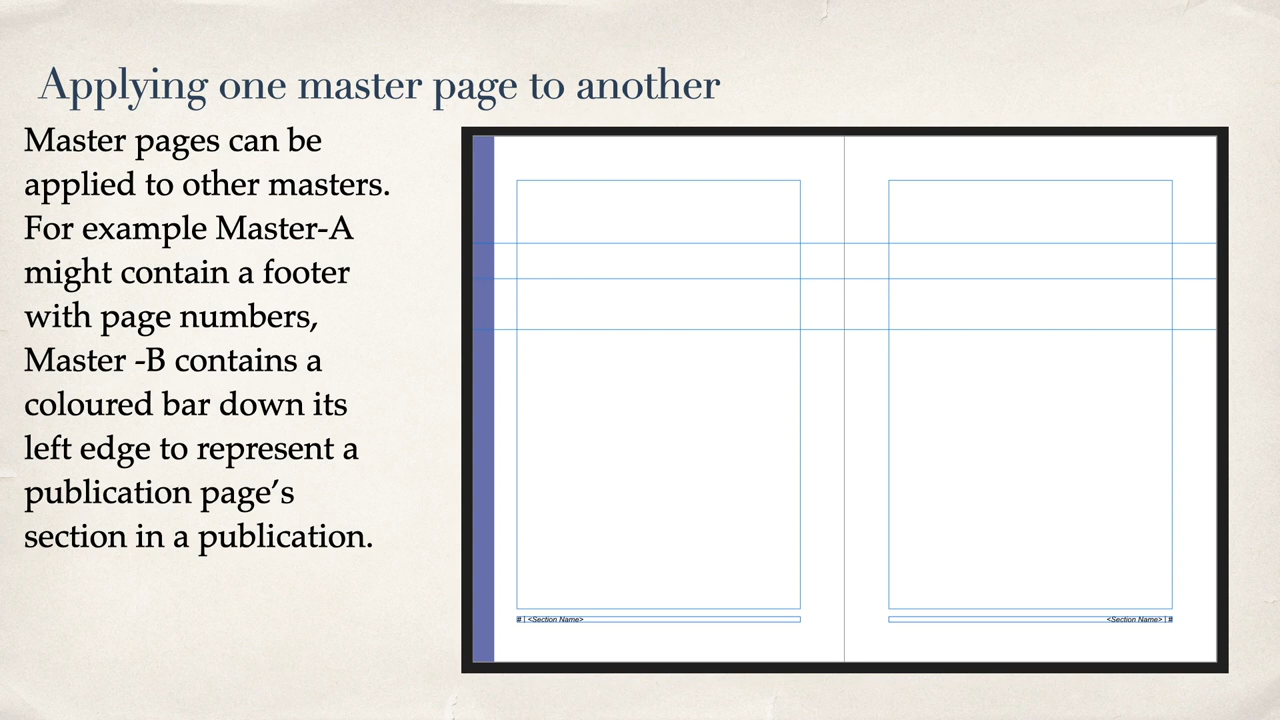 Applying one master page to another
Master pages can be
applied to other masters.
For example Master-A
might contain a footer
with page numbers,
Master -B contains a
coloured bar down its
left edge to represent a
publication page’s
section in a publication.
# | <Section Name>
<Section Name> | #